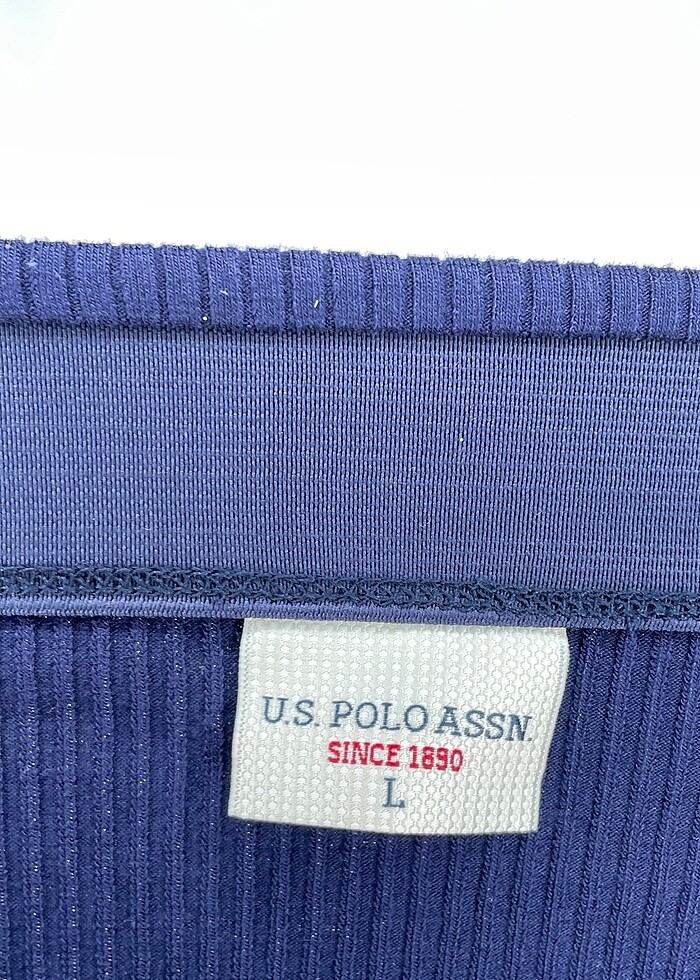 U.S. POLO ASSN.
SINCE 1890
L